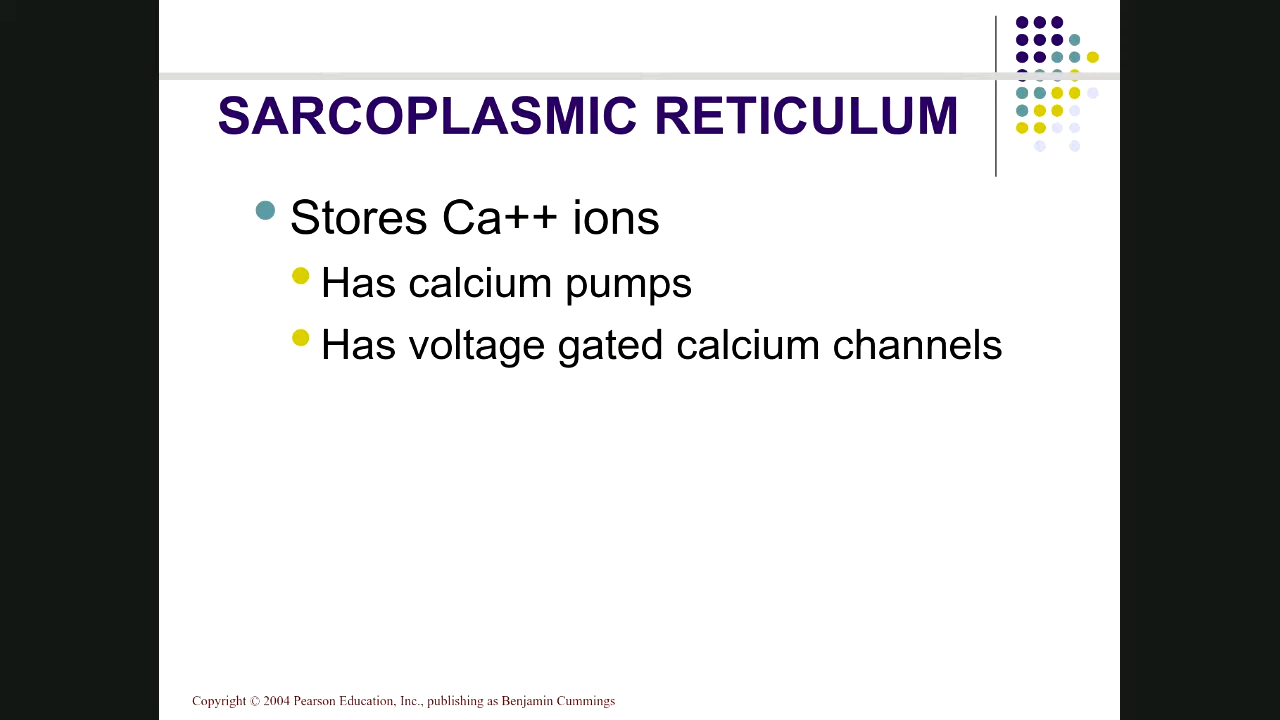 SARCOPLASMIC RETICULUM
Stores Ca++ ions
Has calcium pumps
Has voltage gated calcium channels
Copyright © 2004 Pearson Education, Inc., publishing as Benjamin Cummings